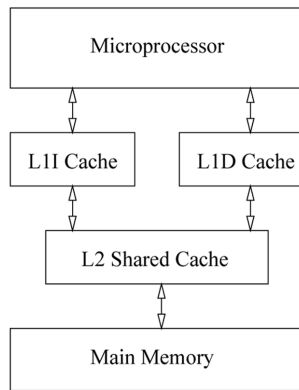 Microprocessor
L1I Cache
L1D Cache
L2 Shared Cache
Main Memory